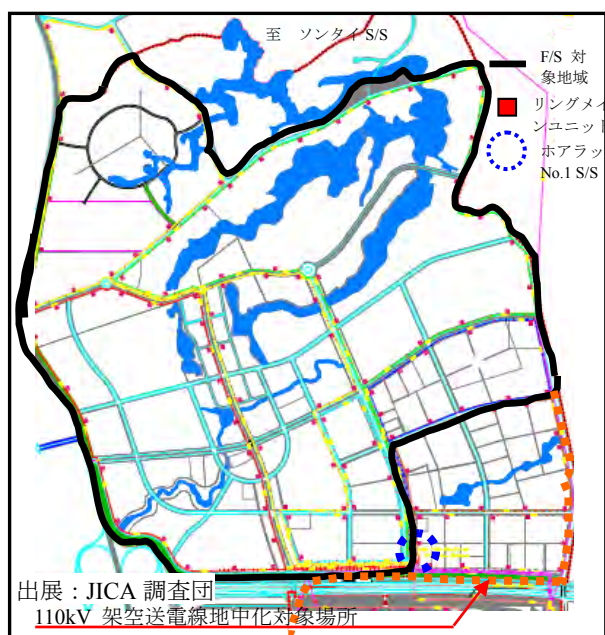 至 ソンタイ S/S
F/S 対
象地域
リングメイ
ンユニット
ホアラッ
No.1 S/S
出展：JICA 調査団
110kV 架空送電線地中化対象場所